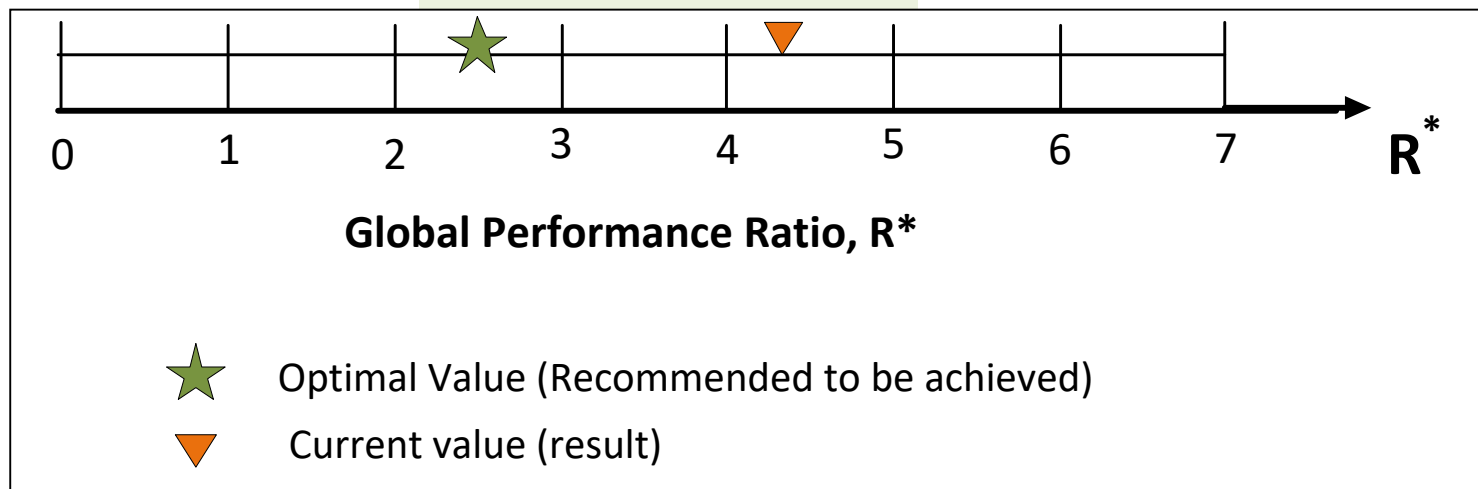 0 1 2 3 4 5 6 7 R*
Global Performance Ratio, R*
Optimal Value (Recommended to be achieved)
Current value (result)